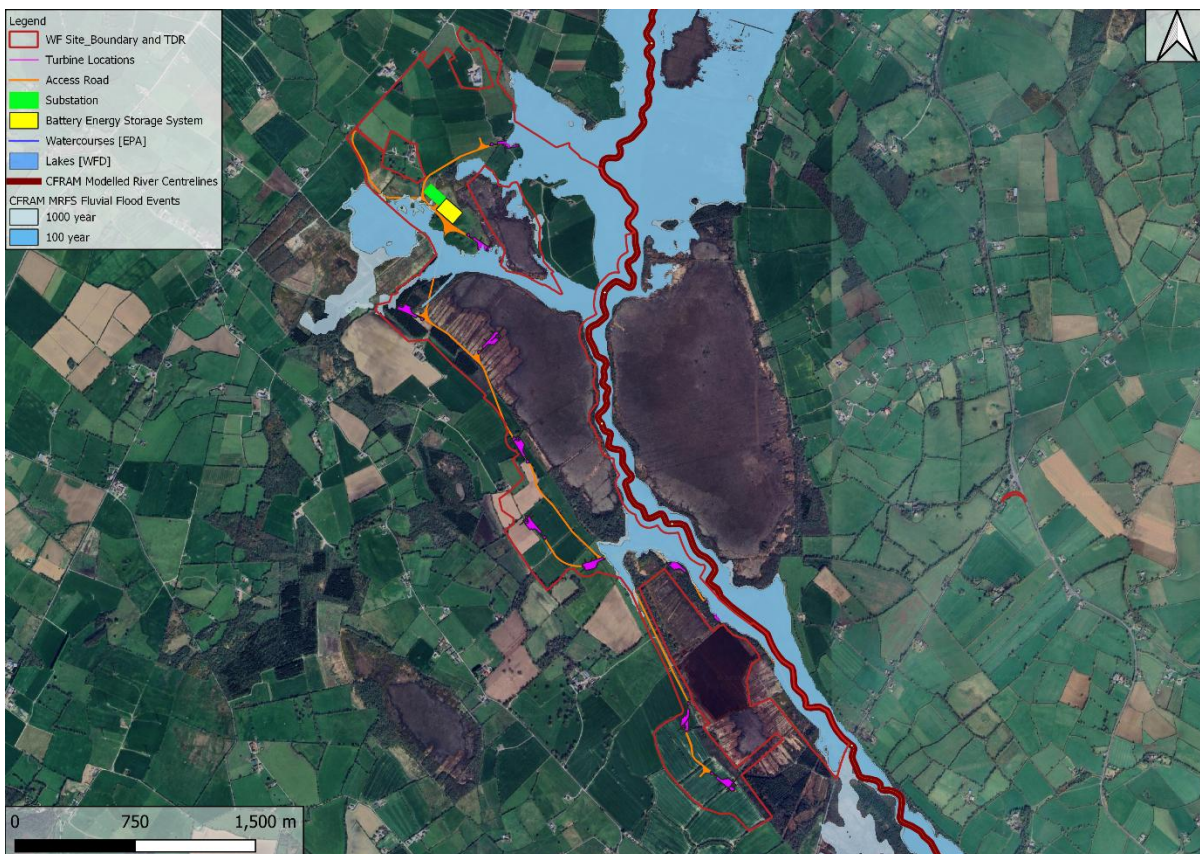 Legend
WF Site_Boundary and TDR
Turbine Locations
Access Road
Substation
Battery Energy Storage System
Watercourses [EPA]
Lakes [WFD]
CFRAM Modelled River Centrelines
CFRAM MRFS Fluvial Flood Events
1000 year
100 year
0 750 1,500 m